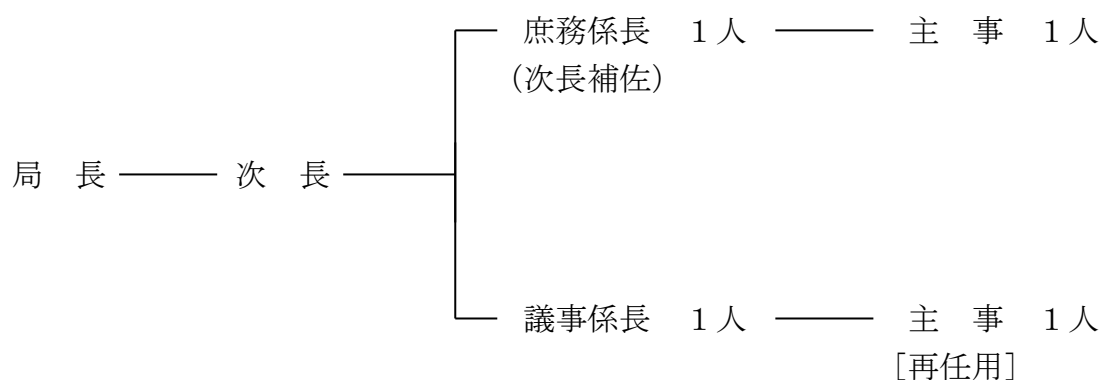 庶務係長　１人　主　事　１人
（次長補佐）
局　長　次　長
議事係長　１人　主　事　１人
［再任用］